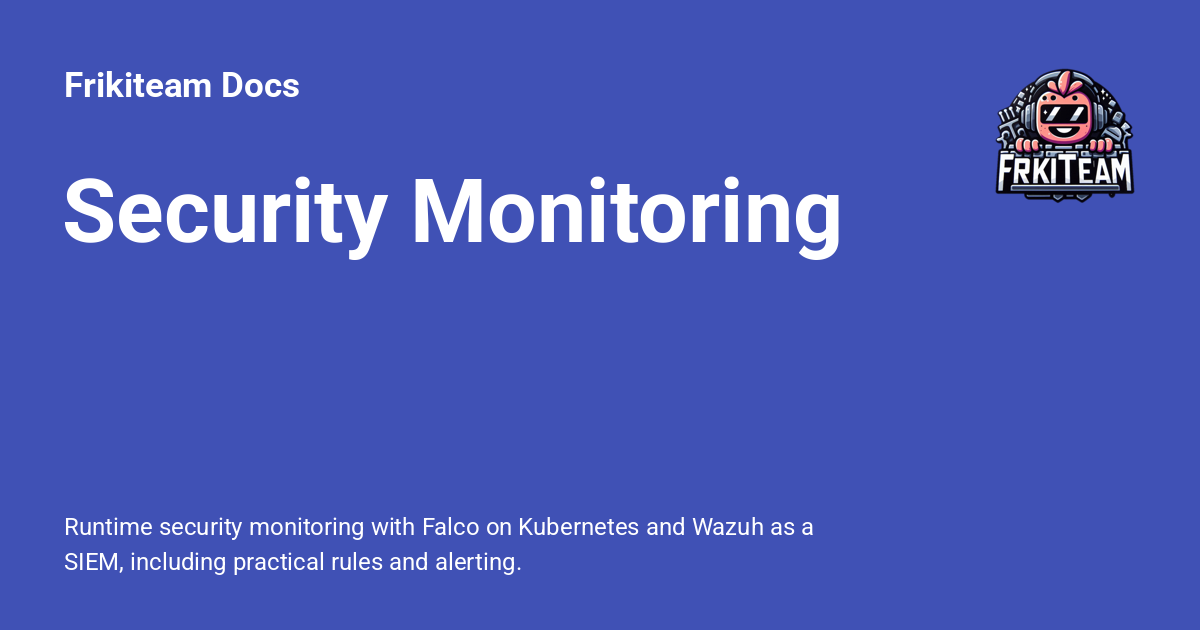 Frikiteam Docs
FRKITEAM
Security Monitoring
Runtime security monitoring with Falco on Kubernetes and Wazuh as a
SIEM, including practical rules and alerting.